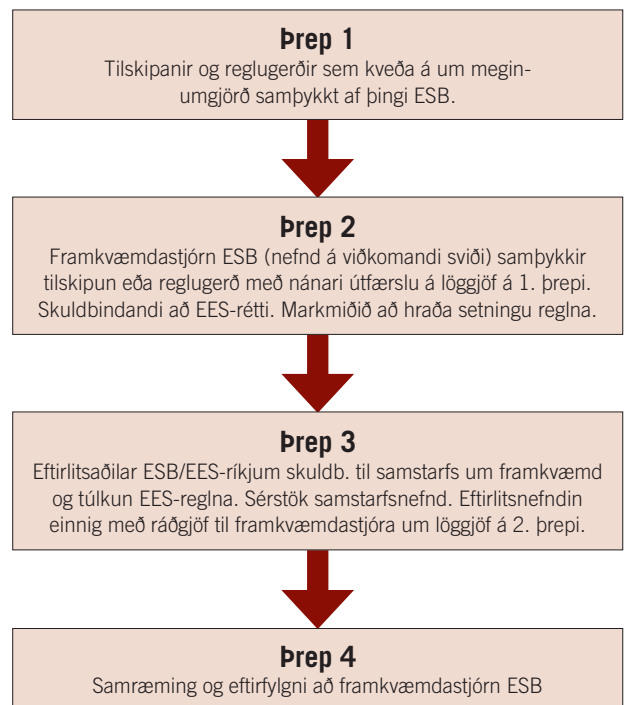 Þrep 1
Tilskipanir og reglugerðir sem kveða á um megin-
umgjörð samþykkt af þingi ESB.
Þrep 2
Framkvæmdastjórn ESB (nefnd á viðkomandi sviði) samþykkir
tilskipun eða reglugerð með nánari útfærslu á löggjöf á 1. þrepi.
Skuldbindandi að EES-rétti. Markmiðið að hraða setningu reglna.
Þrep 3
Eftirlitsaðilar ESB/EES-ríkjum skuldb. til samstarfs um framkvæmd
og túlkun EES-reglna. Sérstök samstarfsnefnd. Eftirlitsnefndin
einnig með ráðgjöf til framkvæmdastjóra um löggjöf á 2. þrepi.
Þrep 4
Samræming og eftirfylgni að framkvæmdastjórn ESB